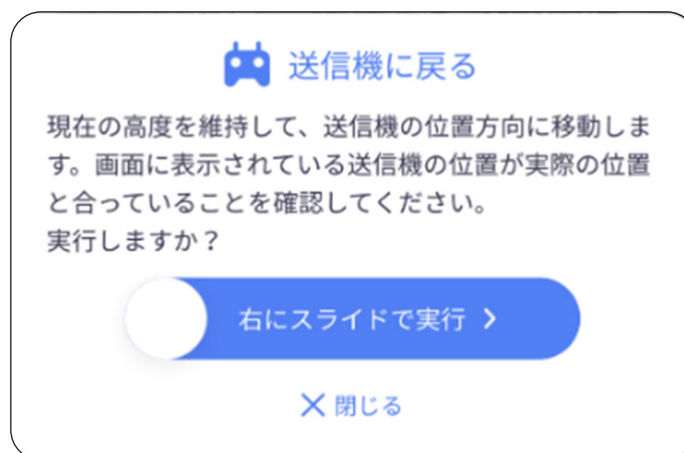 送信機に戻る
現在の高度を維持して、送信機の位置方向に移動しま
す。画面に表示されている送信機の位置が実際の位置
と合っていることを確認してください。
実行しますか？
右にスライドで実行
閉じる